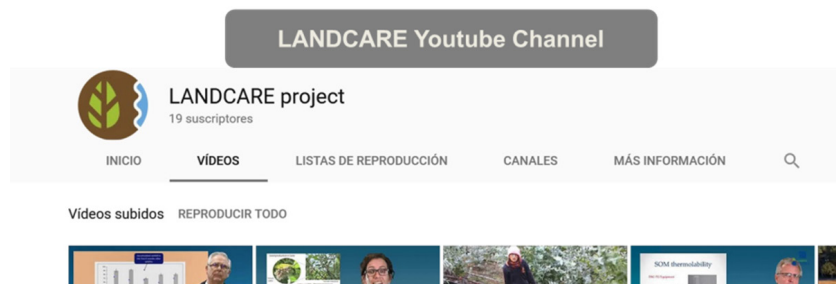 LANDCARE Youtube Channel
LANDCARE project
19 suscriptores
INICIO VÍDEOS LISTAS DE REPRODUCCIÓN CANALES MÁS INFORMACIÓN
Vídeos subidos REPRODUCIR TODO
SOM thermolability